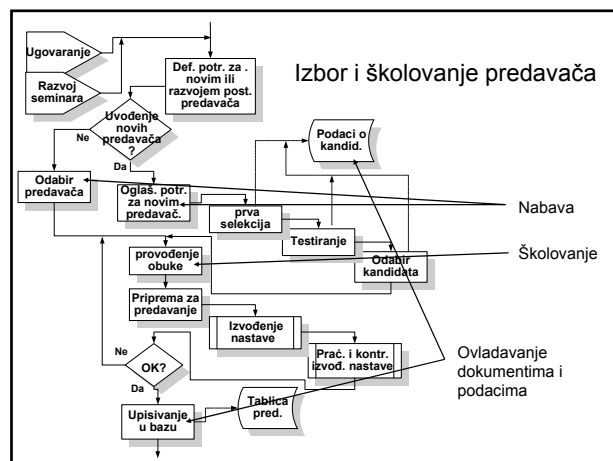 Izbor i školovanje predavača
Ugovaranje
Razvoj
seminara
Def. potr. za .
novim ili
razvojem post.
predavača
Uvođenje
novih
predavača
?
Ne
Da
Podaci o
kandid.
Odabir
predavača
Oglaš. potr.
za novim
predavač.
prva
selekcija
Testiranje
Odabir
kandidata
Nabava
provođenje
obuke
Školovanje
Priprema za
predavanje
Izvođenje
nastave
Prać. i kontr.
izvođ. nastave
Ne
OK?
Da
Ovladavanje
dokumentima i
podacima
Upisivanje
u bazu
Tablica
pred.